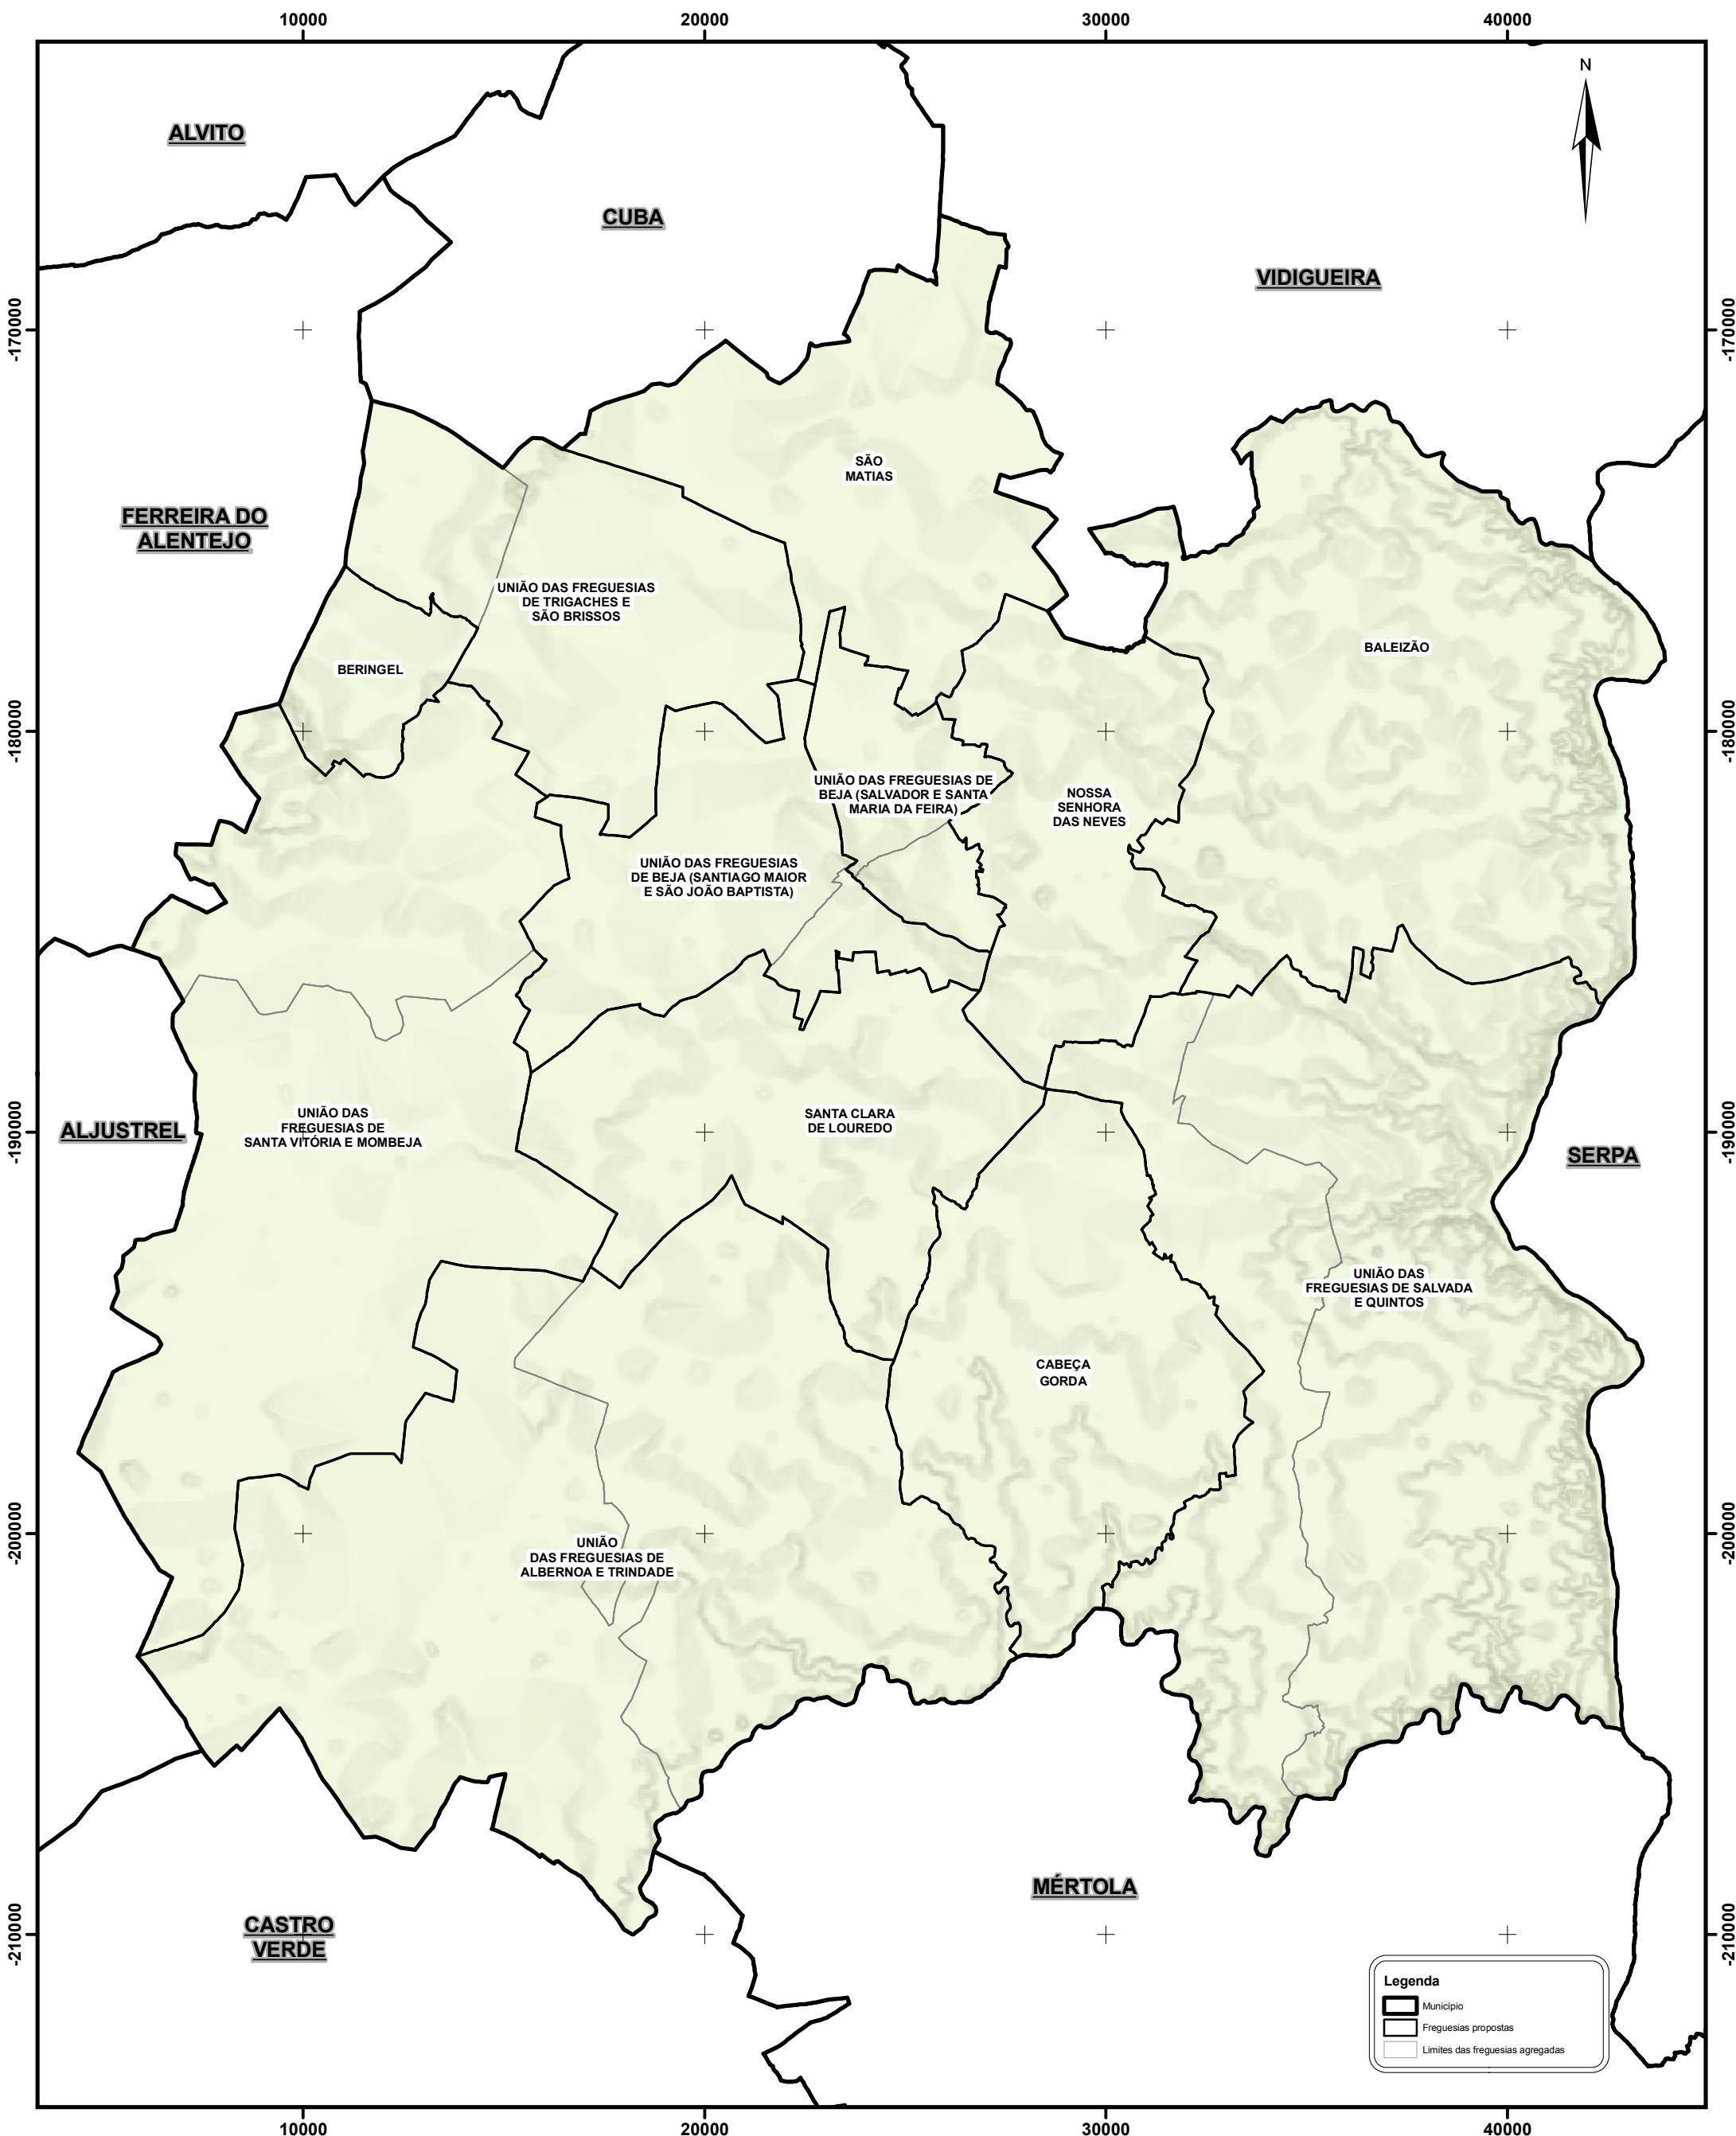 10000
20000
30000
40000
N
ALVITO
CUBA
VIDIGUEIRA
-170000
-170000
SÃO
MATIAS
FERREIRA DO
ALENTEJO
UNIÃO DAS FREGUESIAS
DE TRIGACHES E
SÃO BRISSOS
BERINGEL
BALEIZÃO
-180000
-180000
UNIÃO DAS FREGUESIAS DE
BEJA (SALVADOR E SANTA
MARIA DA FEIRA)
NOSSA
SENHORA
DAS NEVES
UNIÃO DAS FREGUESIAS
DE BEJA (SANTIAGO MAIOR
E SÃO JOÃO BAPTISTA)
ALJUSTREL
UNIÃO DAS
FREGUESIAS DE
SANTA VITÓRIA E MOMBEJA
SANTA CLARA
DE LOUREDO
-190000
-190000
SERPA
UNIÃO DAS
FREGUESIAS DE SALVADA
E QUINTOS
CABEÇA
GORDA
-200000
-200000
UNIÃO
DAS FREGUESIAS DE
ALBERNOA E TRINDADE
MÉRTOLA
CASTRO
VERDE
-210000
-210000
Legenda
Município
Freguesias propostas
Limites das freguesias agregadas
10000
20000
30000
40000